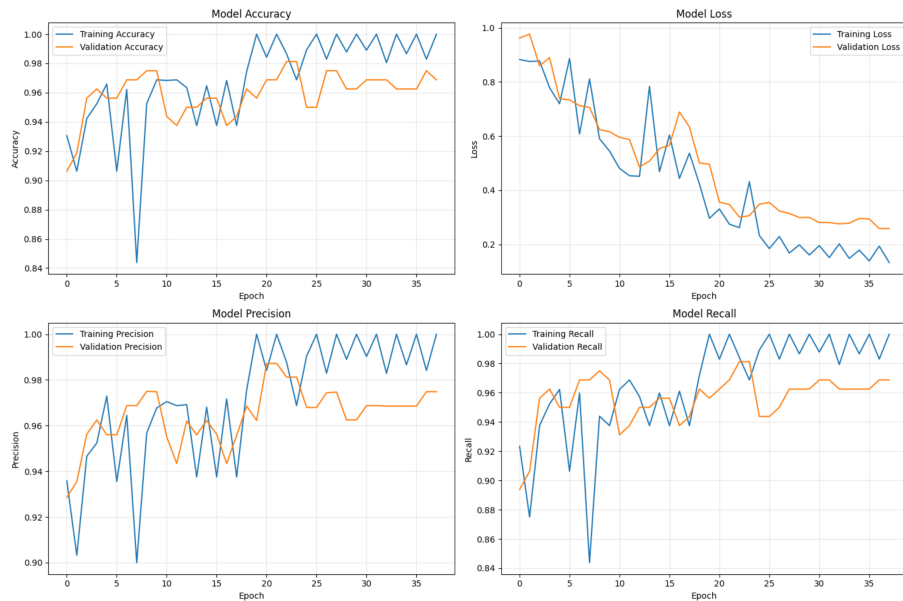 Model Accuracy
Training Accuracy
Validation Accuracy
1.00
0.98
0.96
0.94
0.92
0.90
0.88
0.86
0.84
Accuracy
0 5 10 15 20 25 30 35
Epoch
Model Loss
Training Loss
Validation Loss
1.0
0.8
0.6
0.4
0.2
Loss
0 5 10 15 20 25 30 35
Epoch
Model Precision
Training Precision
Validation Precision
1.00
0.98
0.96
0.94
0.92
0.90
Precision
0 5 10 15 20 25 30 35
Epoch
Model Recall
Training Recall
Validation Recall
1.00
0.98
0.96
0.94
0.92
0.90
0.88
0.86
0.84
Recall
0 5 10 15 20 25 30 35
Epoch